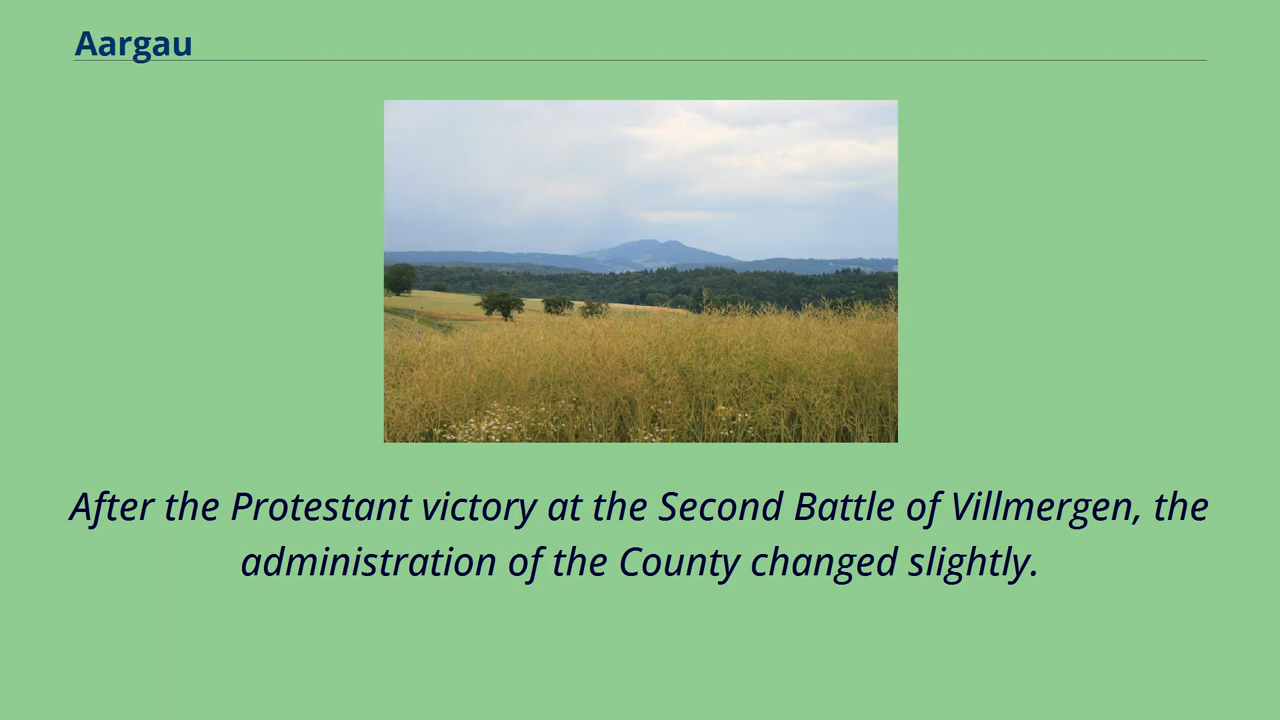 Aargau
After the Protestant victory at the Second Battle of Villmergen, the
administration of the County changed slightly.